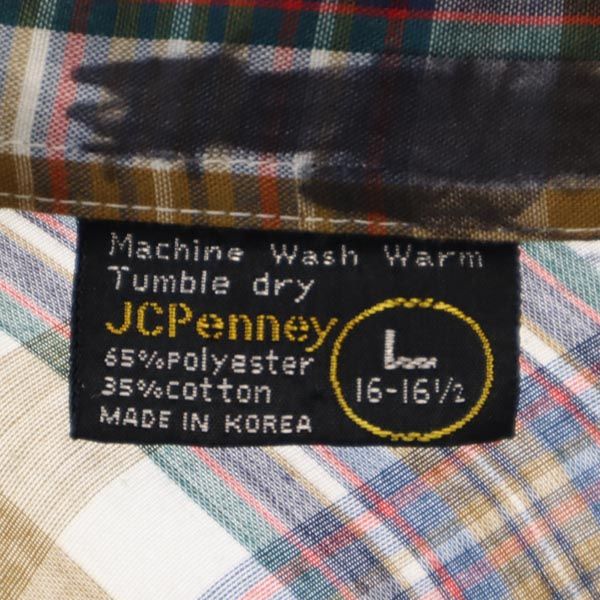 Machine Wash Warm
Tumble dry
JCPenney
65% Polyester
35% cotton
MADE IN KOREA
L
16-16½